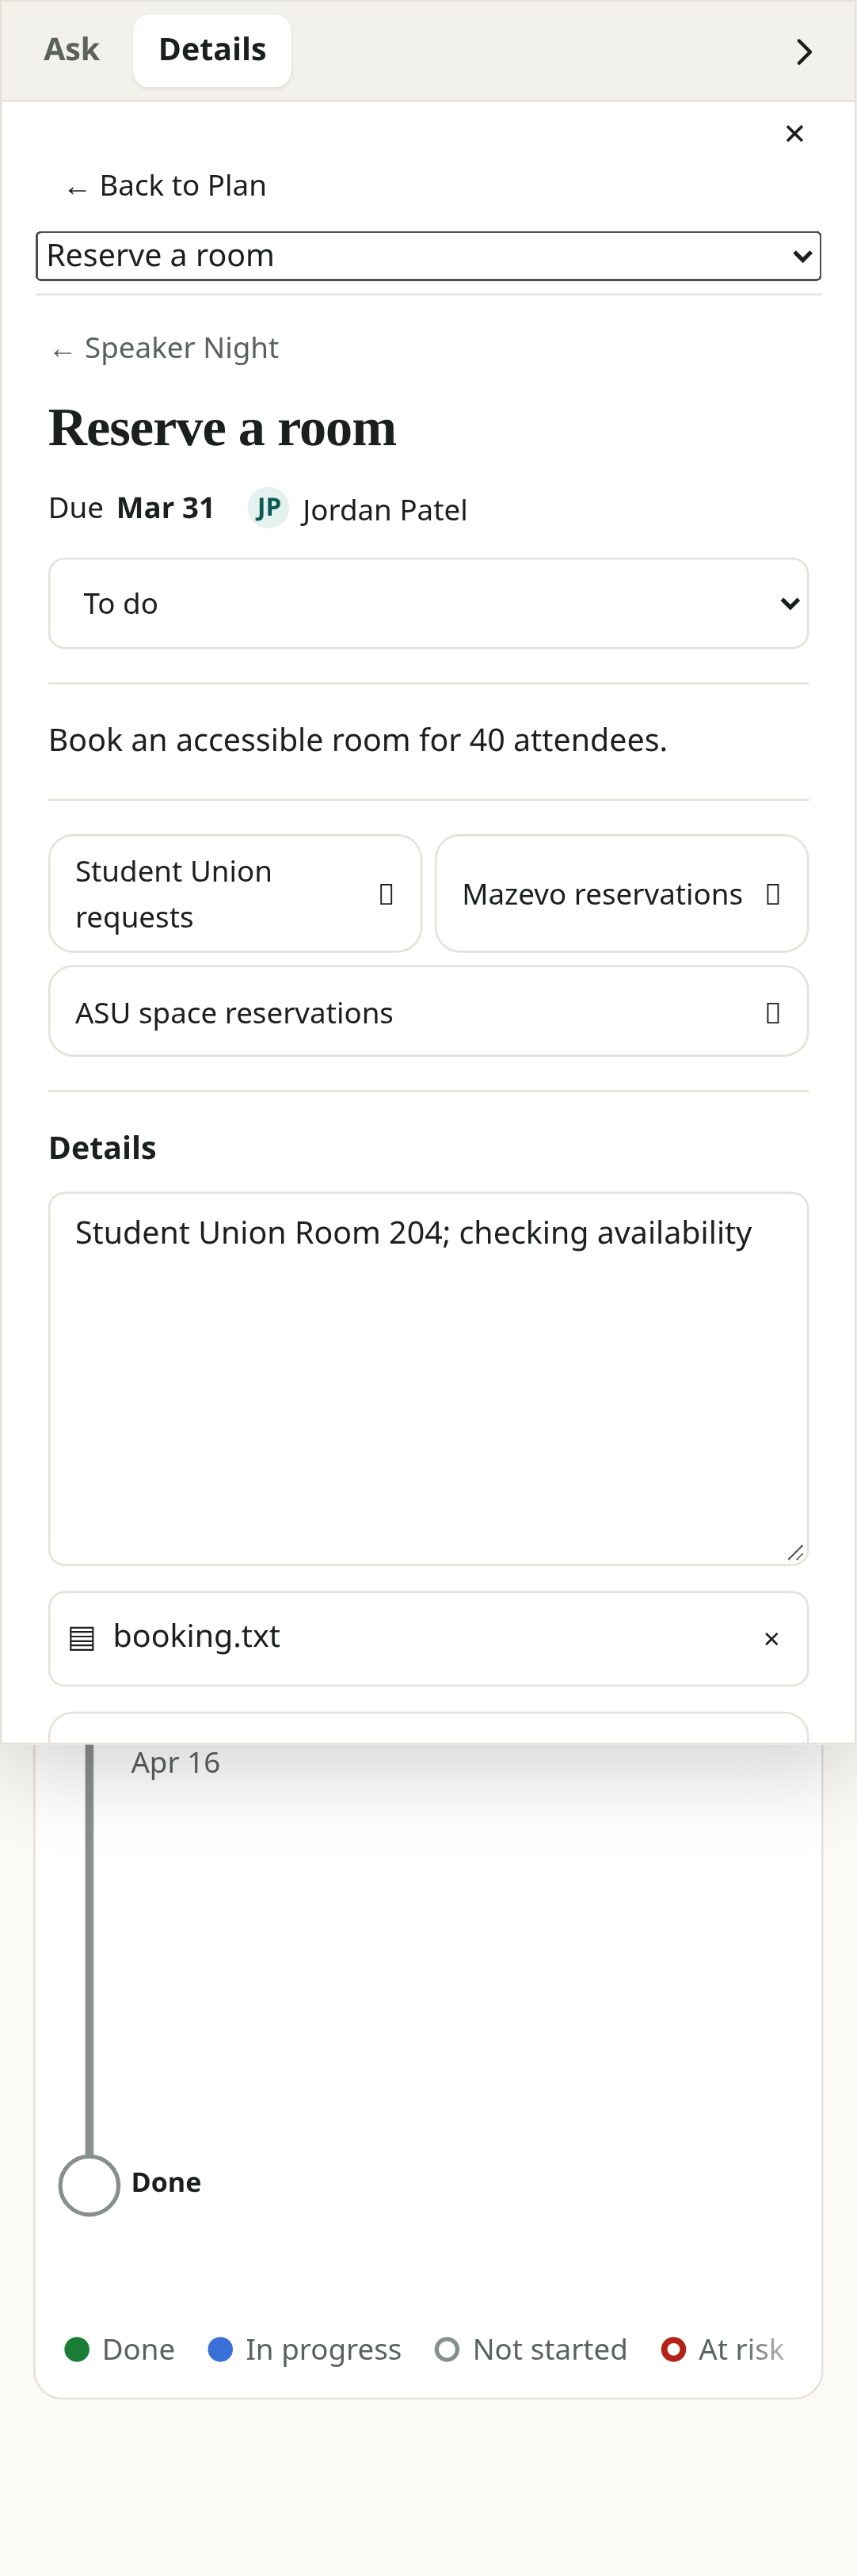 Ask Details
×
← Back to Plan
Reserve a room
← Speaker Night
Reserve a room
Due Mar 31 JP Jordan Patel
To do
Book an accessible room for 40 attendees.
Student Union
requests
Mazevo reservations
ASU space reservations
Details
Student Union Room 204; checking availability
booking.txt ×
Apr 16
Done
Done In progress Not started At risk